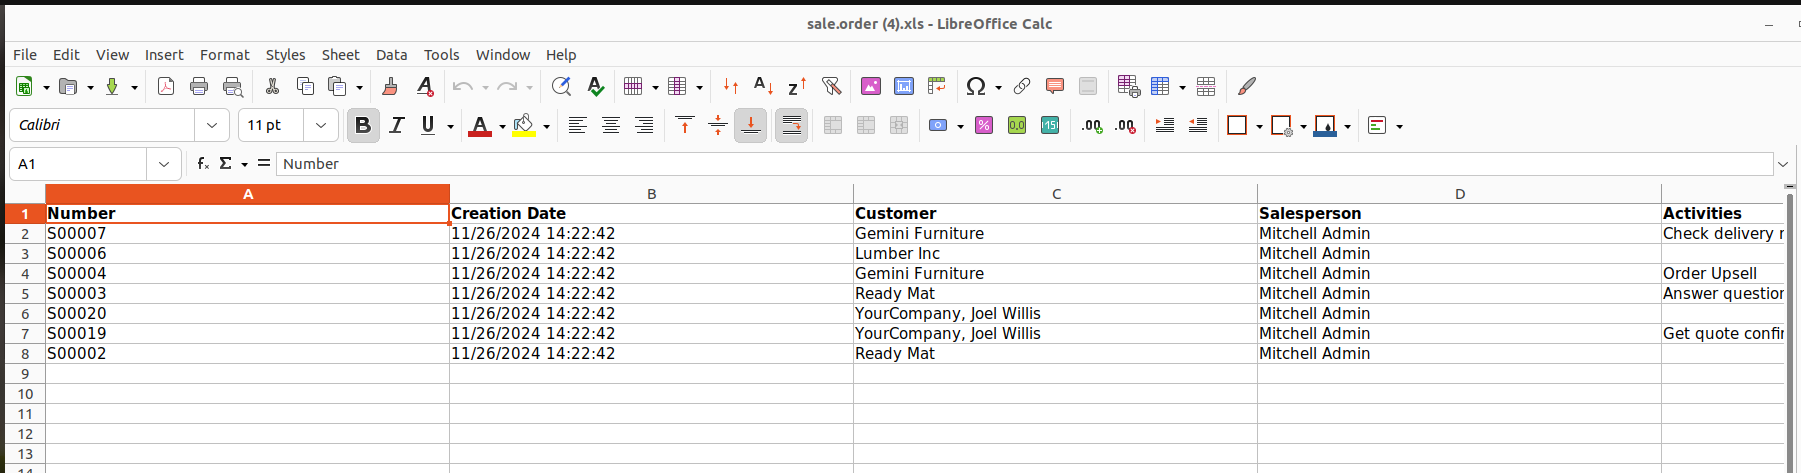 sale.order (4).xls - LibreOffice Calc
File Edit View Insert Format Styles Sheet Data Tools Window Help
Calibri 11 pt
A1 Number
A B C D
1 Number Creation Date Customer Salesperson Activities
2 S00007 11/26/2024 14:22:42 Gemini Furniture Mitchell Admin Check delivery
3 S00006 11/26/2024 14:22:42 Lumber Inc Mitchell Admin
4 S00004 11/26/2024 14:22:42 Gemini Furniture Mitchell Admin Order Upsell
5 S00003 11/26/2024 14:22:42 Ready Mat Mitchell Admin Answer
6 S00020 11/26/2024 14:22:42 YourCompany, Joel Willis Mitchell Admin
7 S00019 11/26/2024 14:22:42 YourCompany, Joel Willis Mitchell Admin Get quote
8 S00002 11/26/2024 14:22:42 Ready Mat Mitchell Admin
9
10
11
12
13